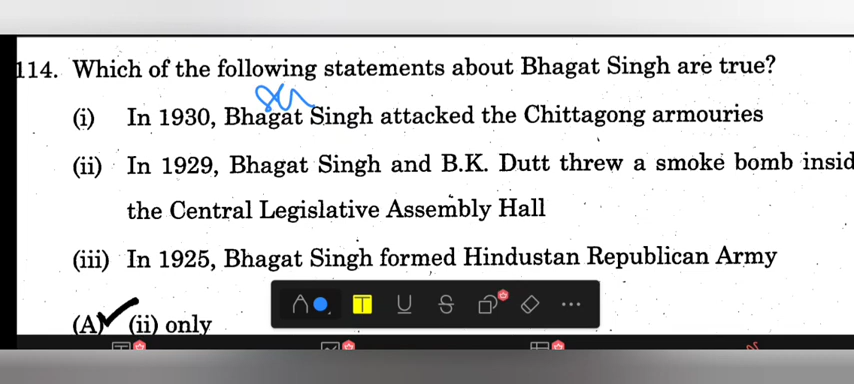 114. Which of the following statements about Bhagat Singh are true?
(i) In 1930, Bhagat Singh attacked the Chittagong armouries
(ii) In 1929, Bhagat Singh and B.K. Dutt threw a smoke bomb insid
the Central Legislative Assembly Hall
(iii) In 1925, Bhagat Singh formed Hindustan Republican Army
(A) (ii) only